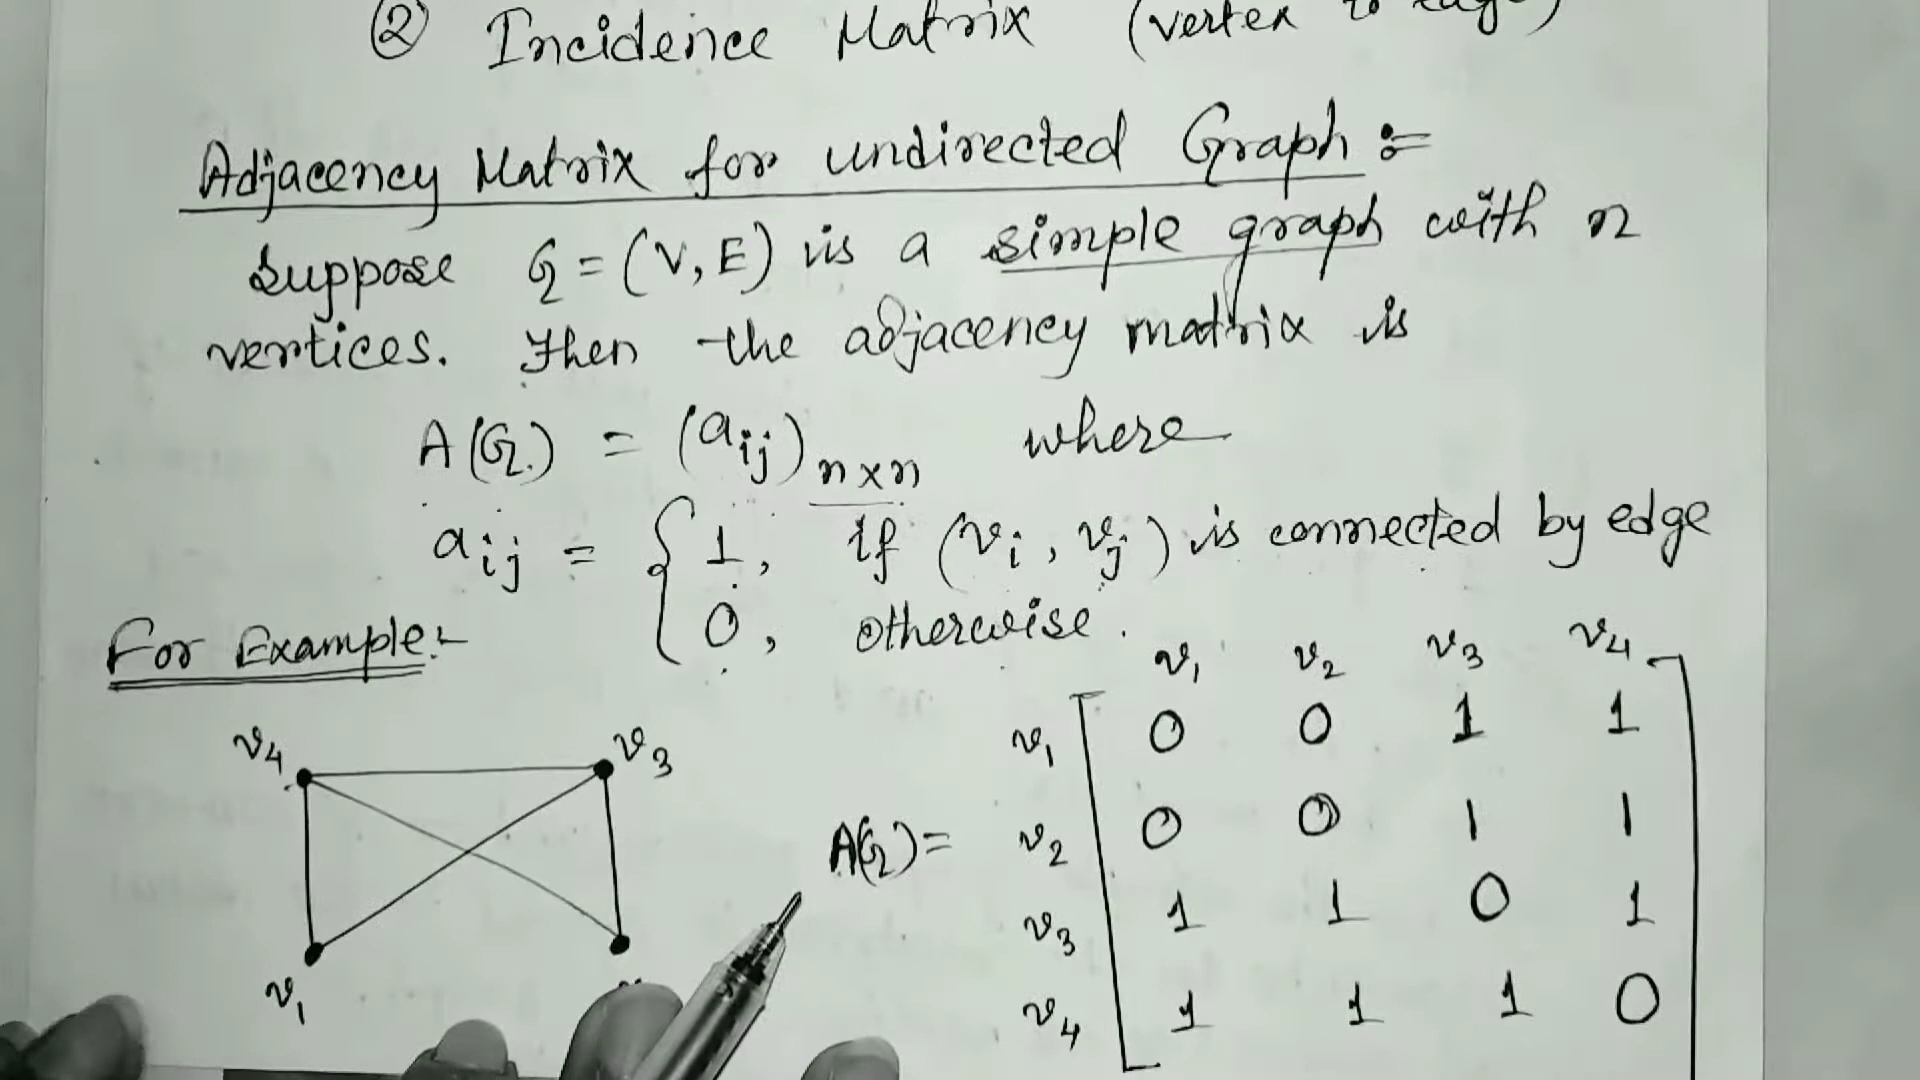 ② Incidence Matrix (vertex to edge)
Adjacency Matrix for undirected Graph :=
Suppose G = (V, E) is a simple graph with n
vertices. Then the adjacency matrix is
A(G) = (aij)n×n where
aij = { 1, if (vi, vj) is connected by edge
0, otherwise.
For Example:-
v4 v3
v1
v1 v2 v3 v4
v1 0 0 1 1
A(G) = v2 0 0 1 1
v3 1 1 0 1
v4 1 1 1 0